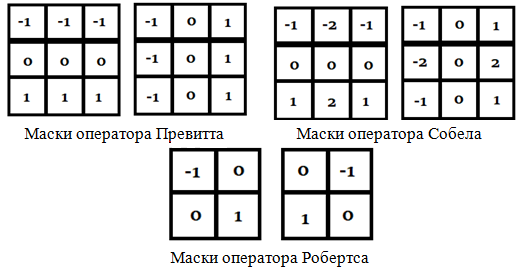 -1 -1 -1 -1 0 1 -1 -2 -1 -1 0 1
0 0 0 -1 0 1 0 0 0 -2 0 2
1 1 1 -1 0 1 1 2 1 -1 0 1
Маски оператора Превитта Маски оператора Собела
-1 0 0 -1
0 1 1 0
Маски оператора Робертса